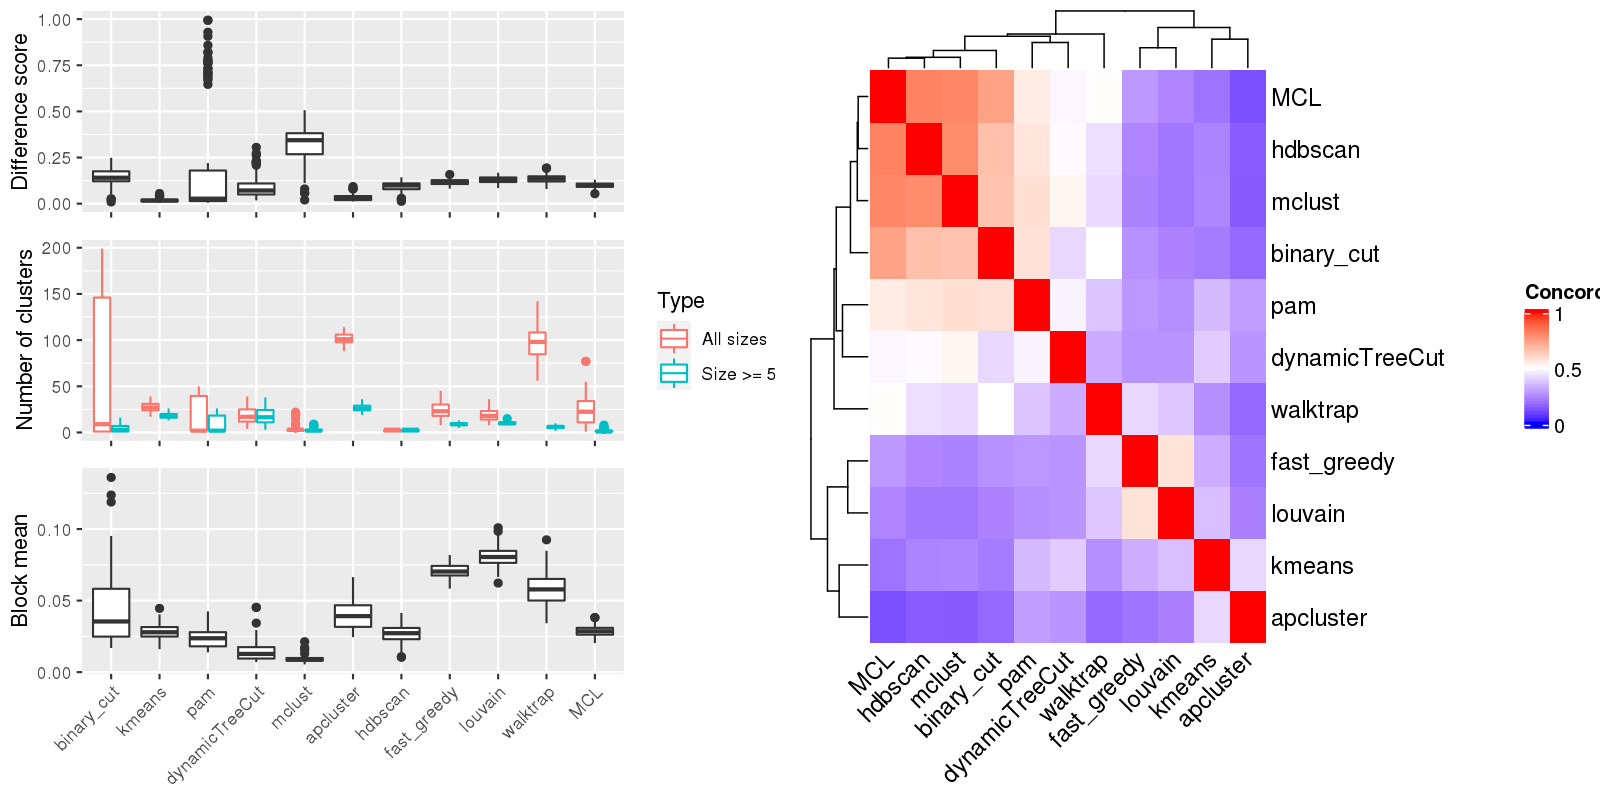 Difference score
1.00
0.75
0.50
0.25
0.00
Number of clusters
200
150
100
50
0
Block mean
0.10
0.05
0.00
binary_cut
kmeans
pam
dynamicTreeCut
mclust
apcluster
hdbscan
fast_greedy
louvain
walktrap
MCL
Type
All sizes
Size >= 5
MCL
hdbscan
mclust
binary_cut
pam
dynamicTreeCut
walktrap
fast_greedy
louvain
kmeans
apcluster
MCL
hdbscan
mclust
binary_cut
pam
dynamicTreeCut
walktrap
fast_greedy
louvain
kmeans
apcluster
Concord
1
0.5
0